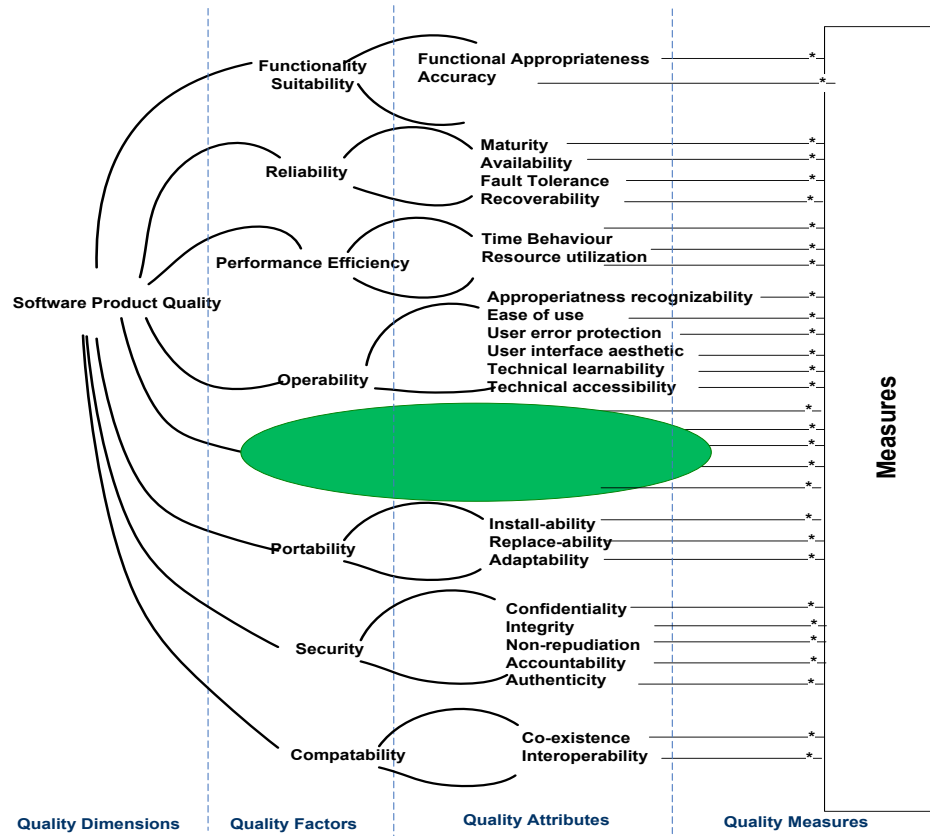 Functionality
Suitability
Functional Appropriateness
Accuracy
Reliability
Maturity
Availability
Fault Tolerance
Recoverability
Performance Efficiency
Time Behaviour
Resource utilization
Software Product Quality
Operability
Approperiatness recognizability
Ease of use
User error protection
User interface aesthetic
Technical learnability
Technical accessibility
Portability
Install-ability
Replace-ability
Adaptability
Security
Confidentiality
Integrity
Non-repudiation
Accountability
Authenticity
Compatability
Co-existence
Interoperability
Measures
Quality Dimensions
Quality Factors
Quality Attributes
Quality Measures